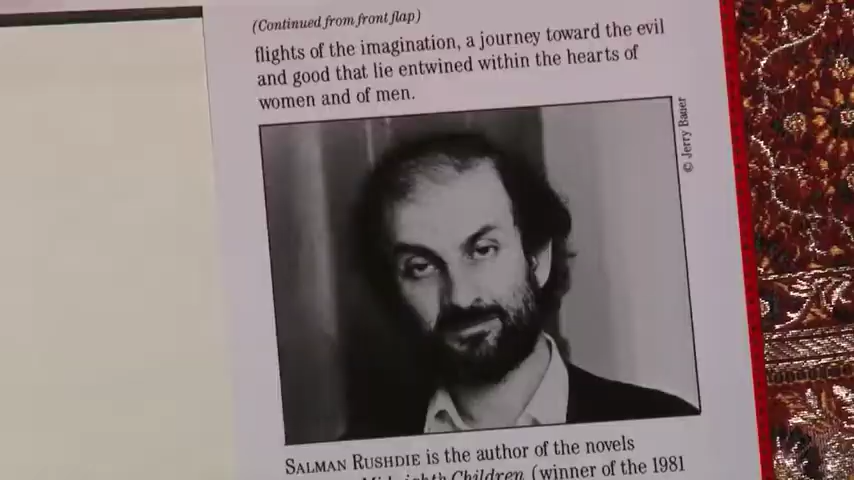 (Continued from front flap)
flights of the imagination, a journey toward the evil
and good that lie entwined within the hearts of
women and of men.
© Jerry Bauer
SALMAN RUSHDIE is the author of the novels
Midnight's Children (winner of the 1981